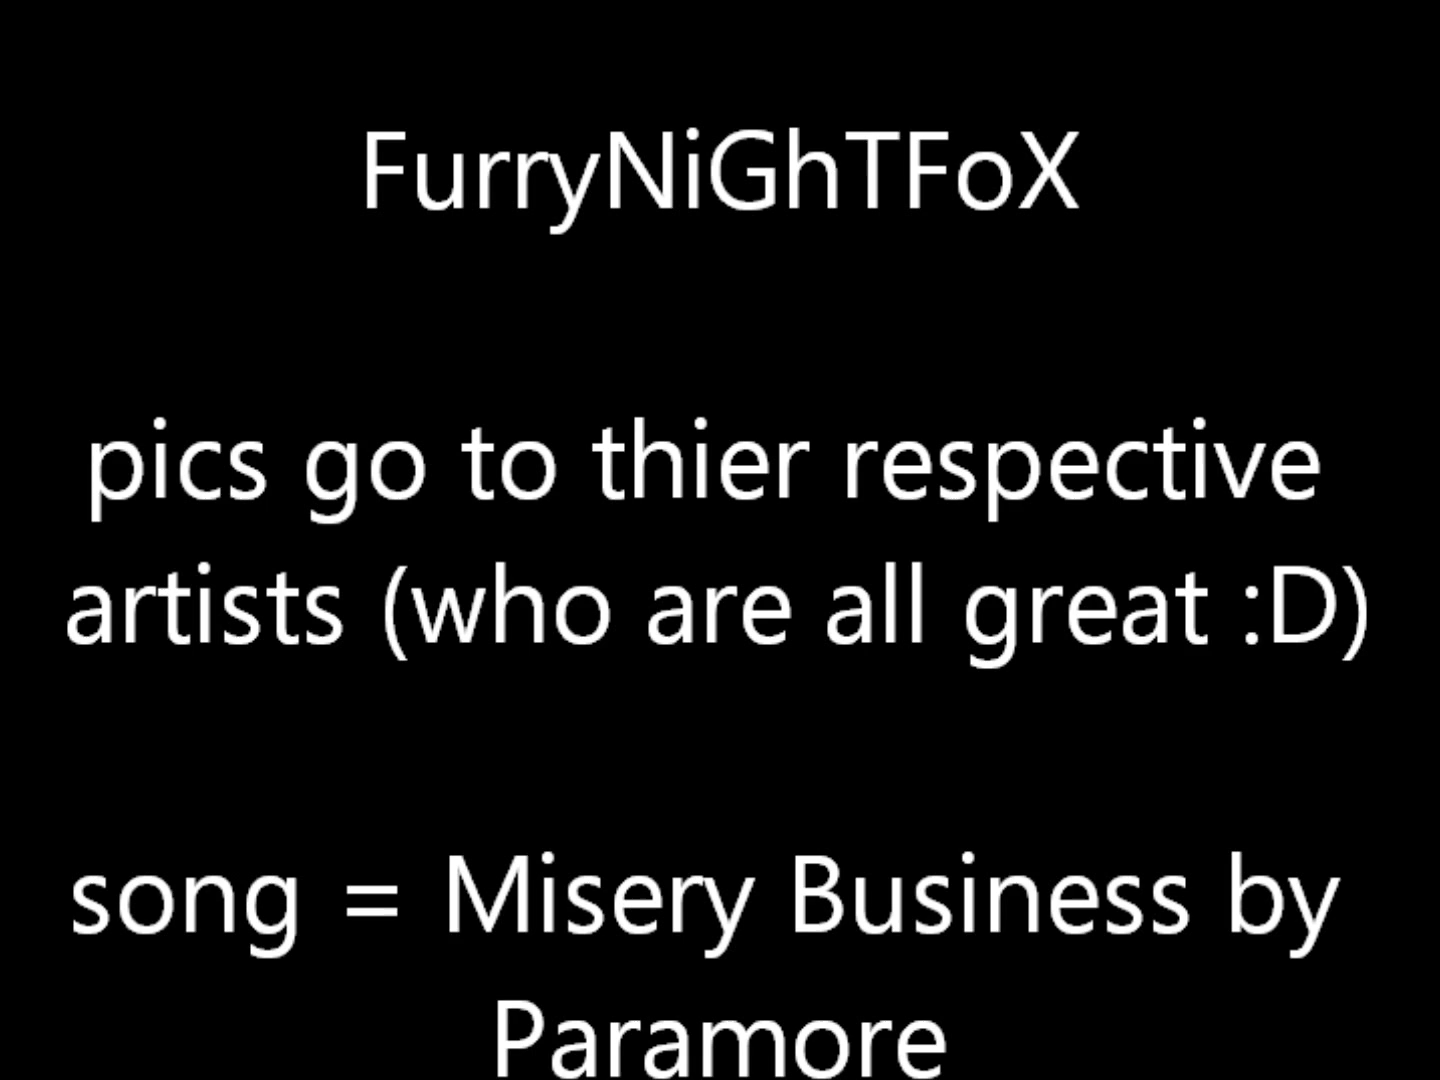 FurryNiGhTFoX
pics go to thier respective
artists (who are all great :D)
song = Misery Business by
Paramore